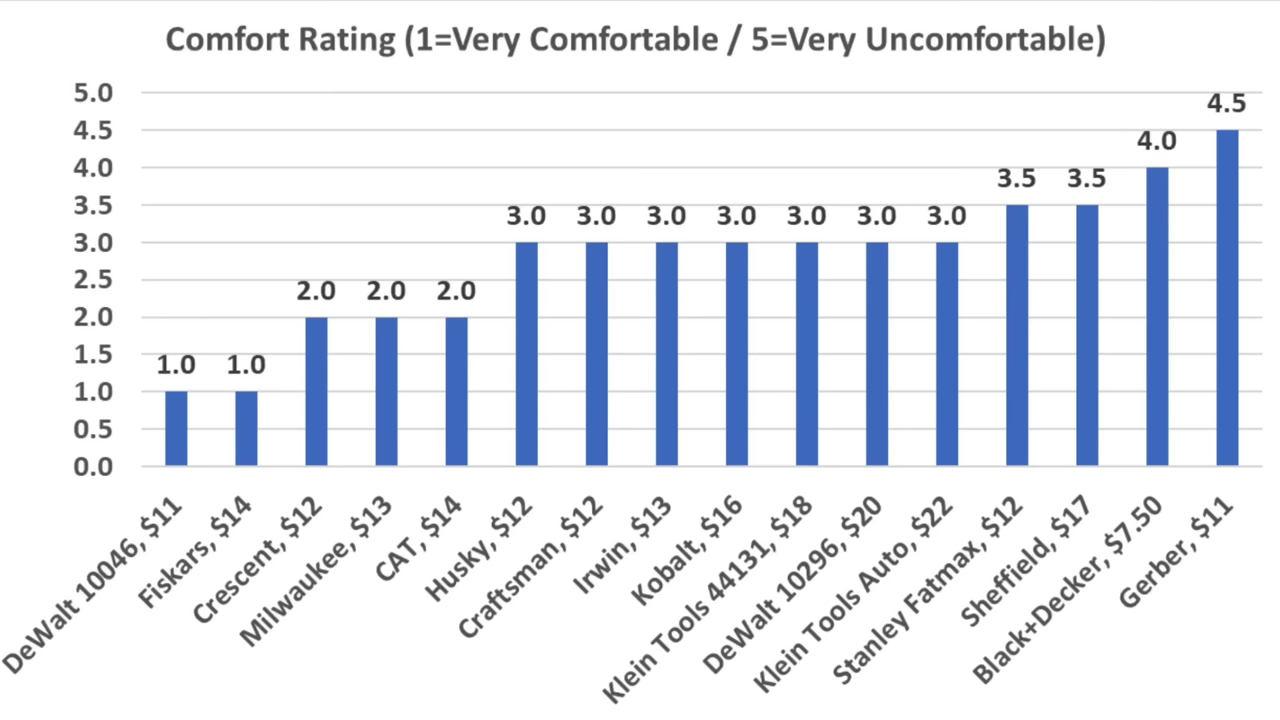 Comfort Rating (1=Very Comfortable / 5=Very Uncomfortable)
5.0
4.5
4.0
3.5
3.0
2.5
2.0
1.5
1.0
0.5
0.0
1.0
1.0
2.0
2.0
2.0
3.0
3.0
3.0
3.0
3.0
3.0
3.0
3.5
3.5
4.0
4.5
DeWalt 10046, $11
Fiskars, $14
Crescent, $12
Milwaukee, $13
CAT, $14
Husky, $12
Craftsman, $12
Irwin, $13
Kobalt, $16
Klein Tools 44131, $18
DeWalt 10296, $20
Klein Tools Auto, $22
Stanley Fatmax, $12
Sheffield, $17
Black+Decker, $7.50
Gerber, $11